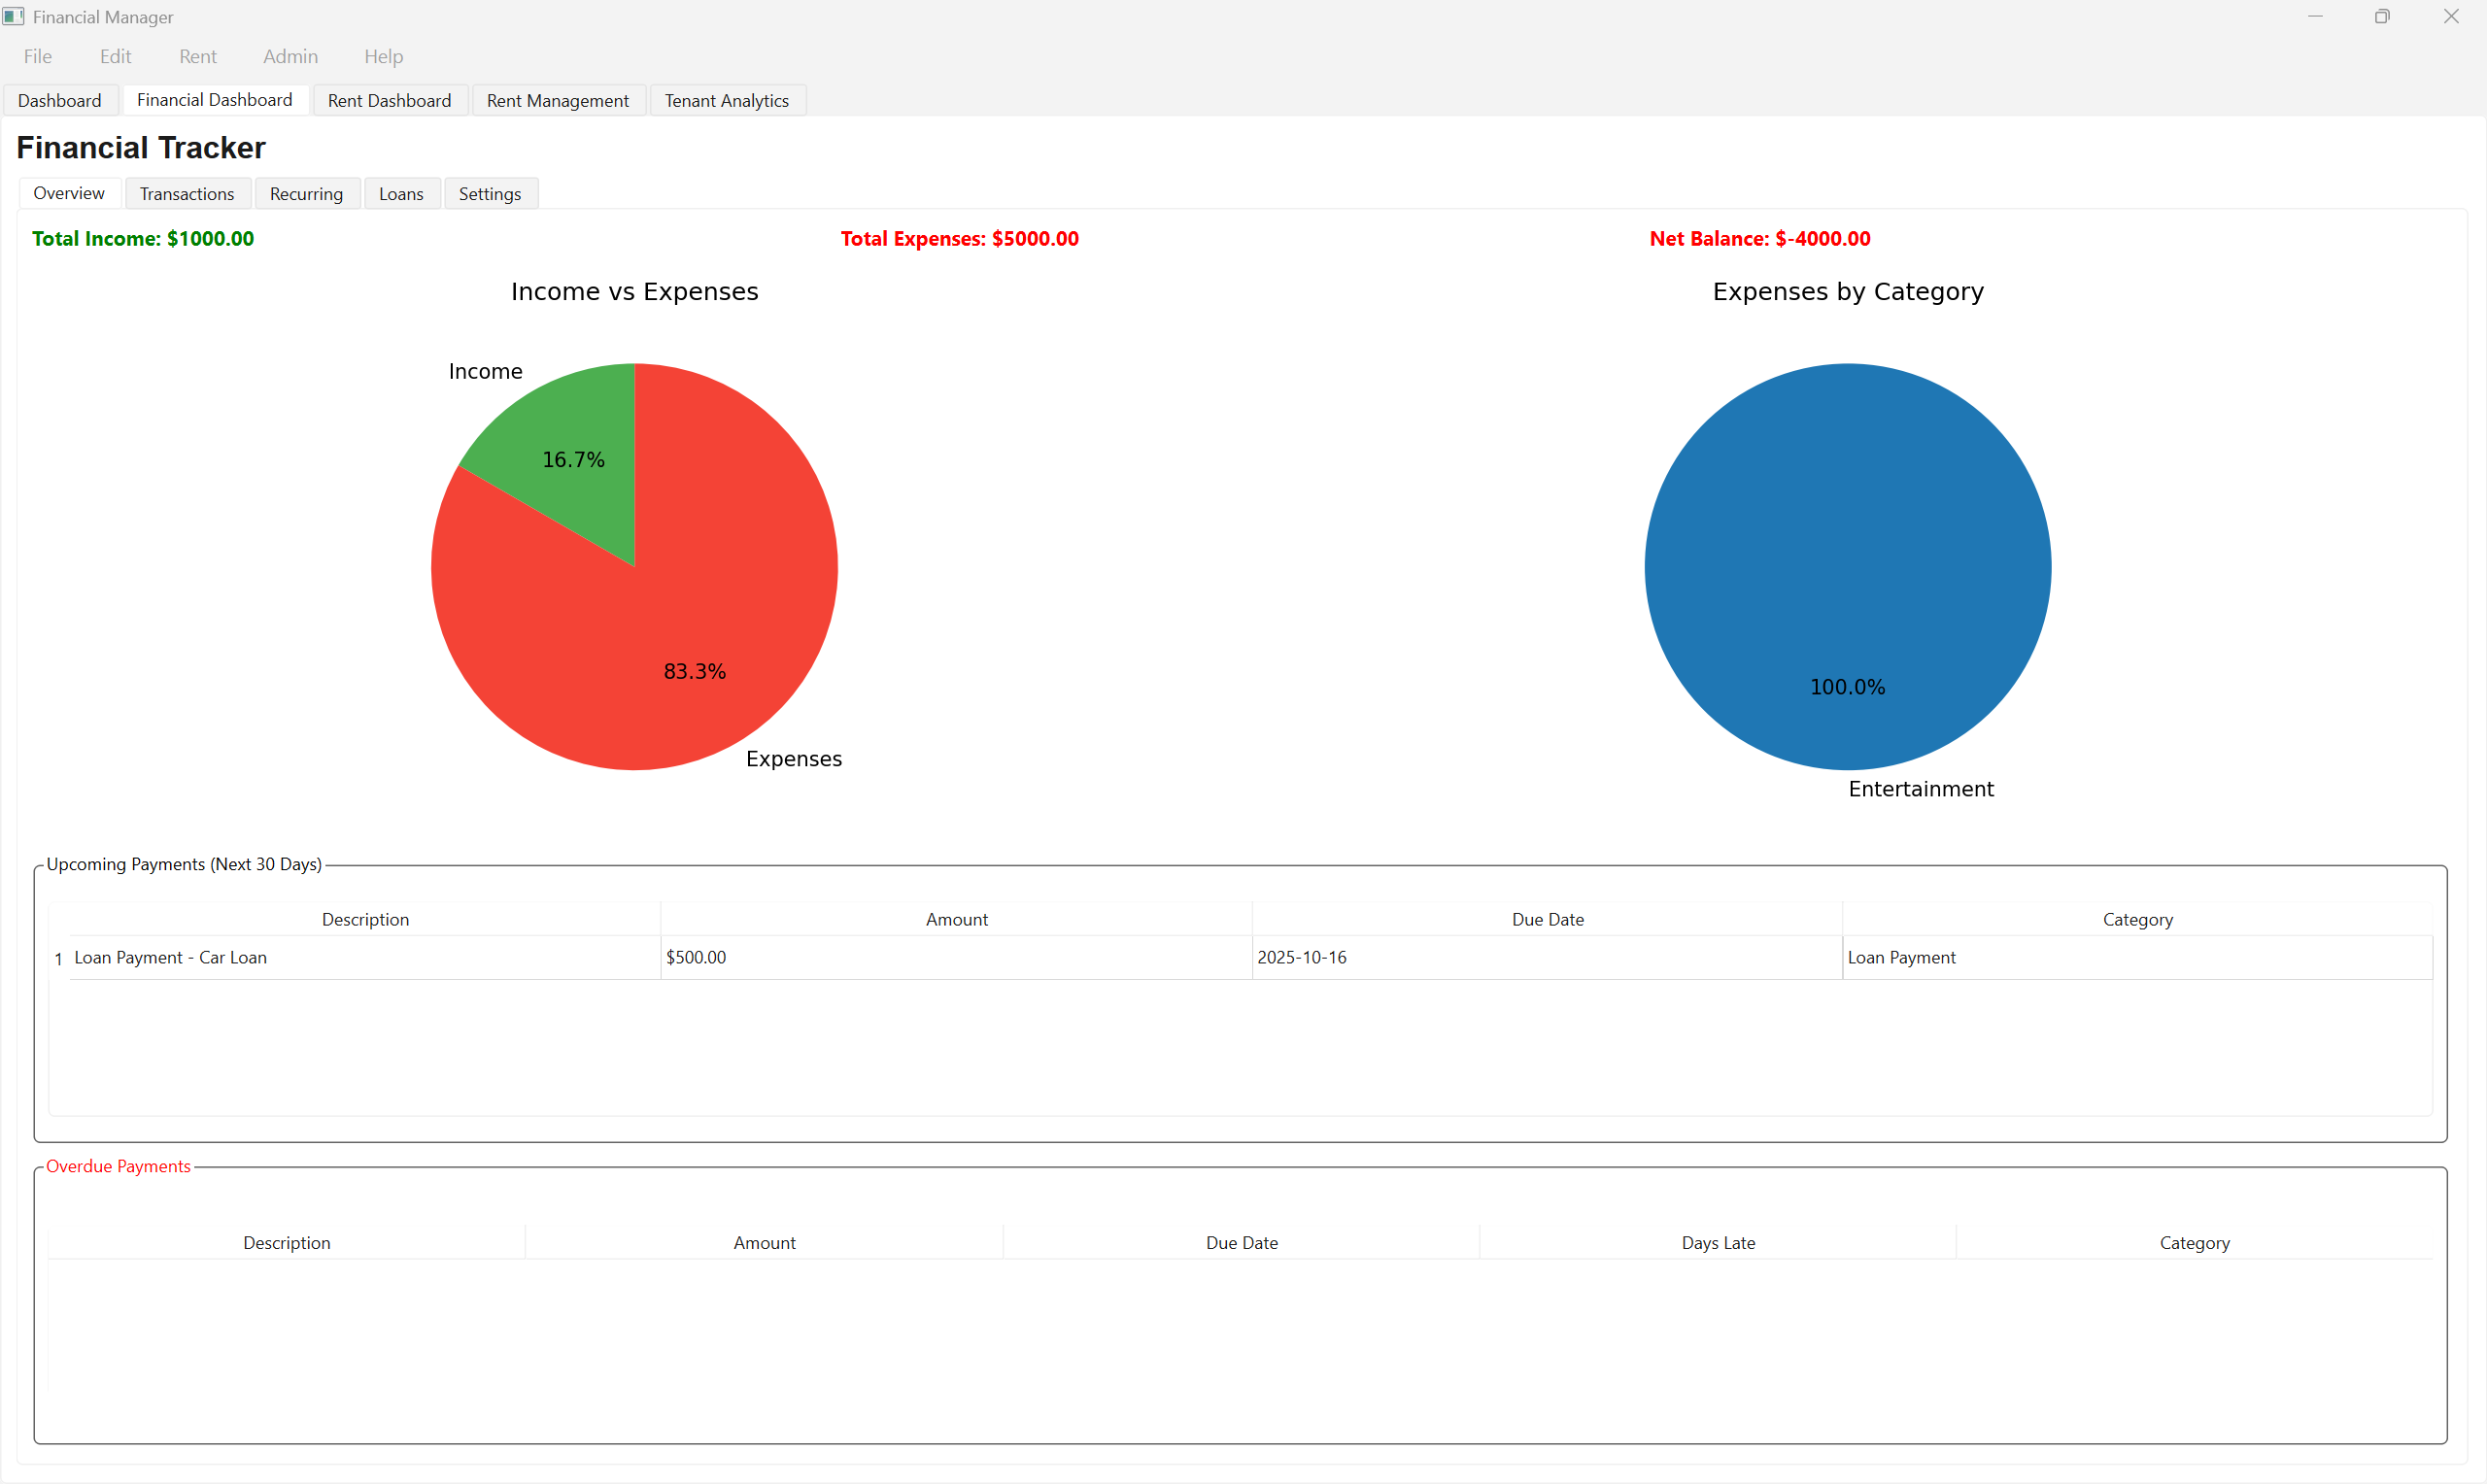 Financial Manager
File Edit Rent Admin Help
Dashboard Financial Dashboard Rent Dashboard Rent Management Tenant Analytics
Financial Tracker
Overview Transactions Recurring Loans Settings
Total Income: $1000.00 Total Expenses: $5000.00 Net Balance: $-4000.00
Income vs Expenses
Income
16.7%
83.3%
Expenses
Expenses by Category
100.0%
Entertainment
Upcoming Payments (Next 30 Days)
Description Amount Due Date Category
1 Loan Payment - Car Loan $500.00 2025-10-16 Loan Payment
Overdue Payments
Description Amount Due Date Days Late Category